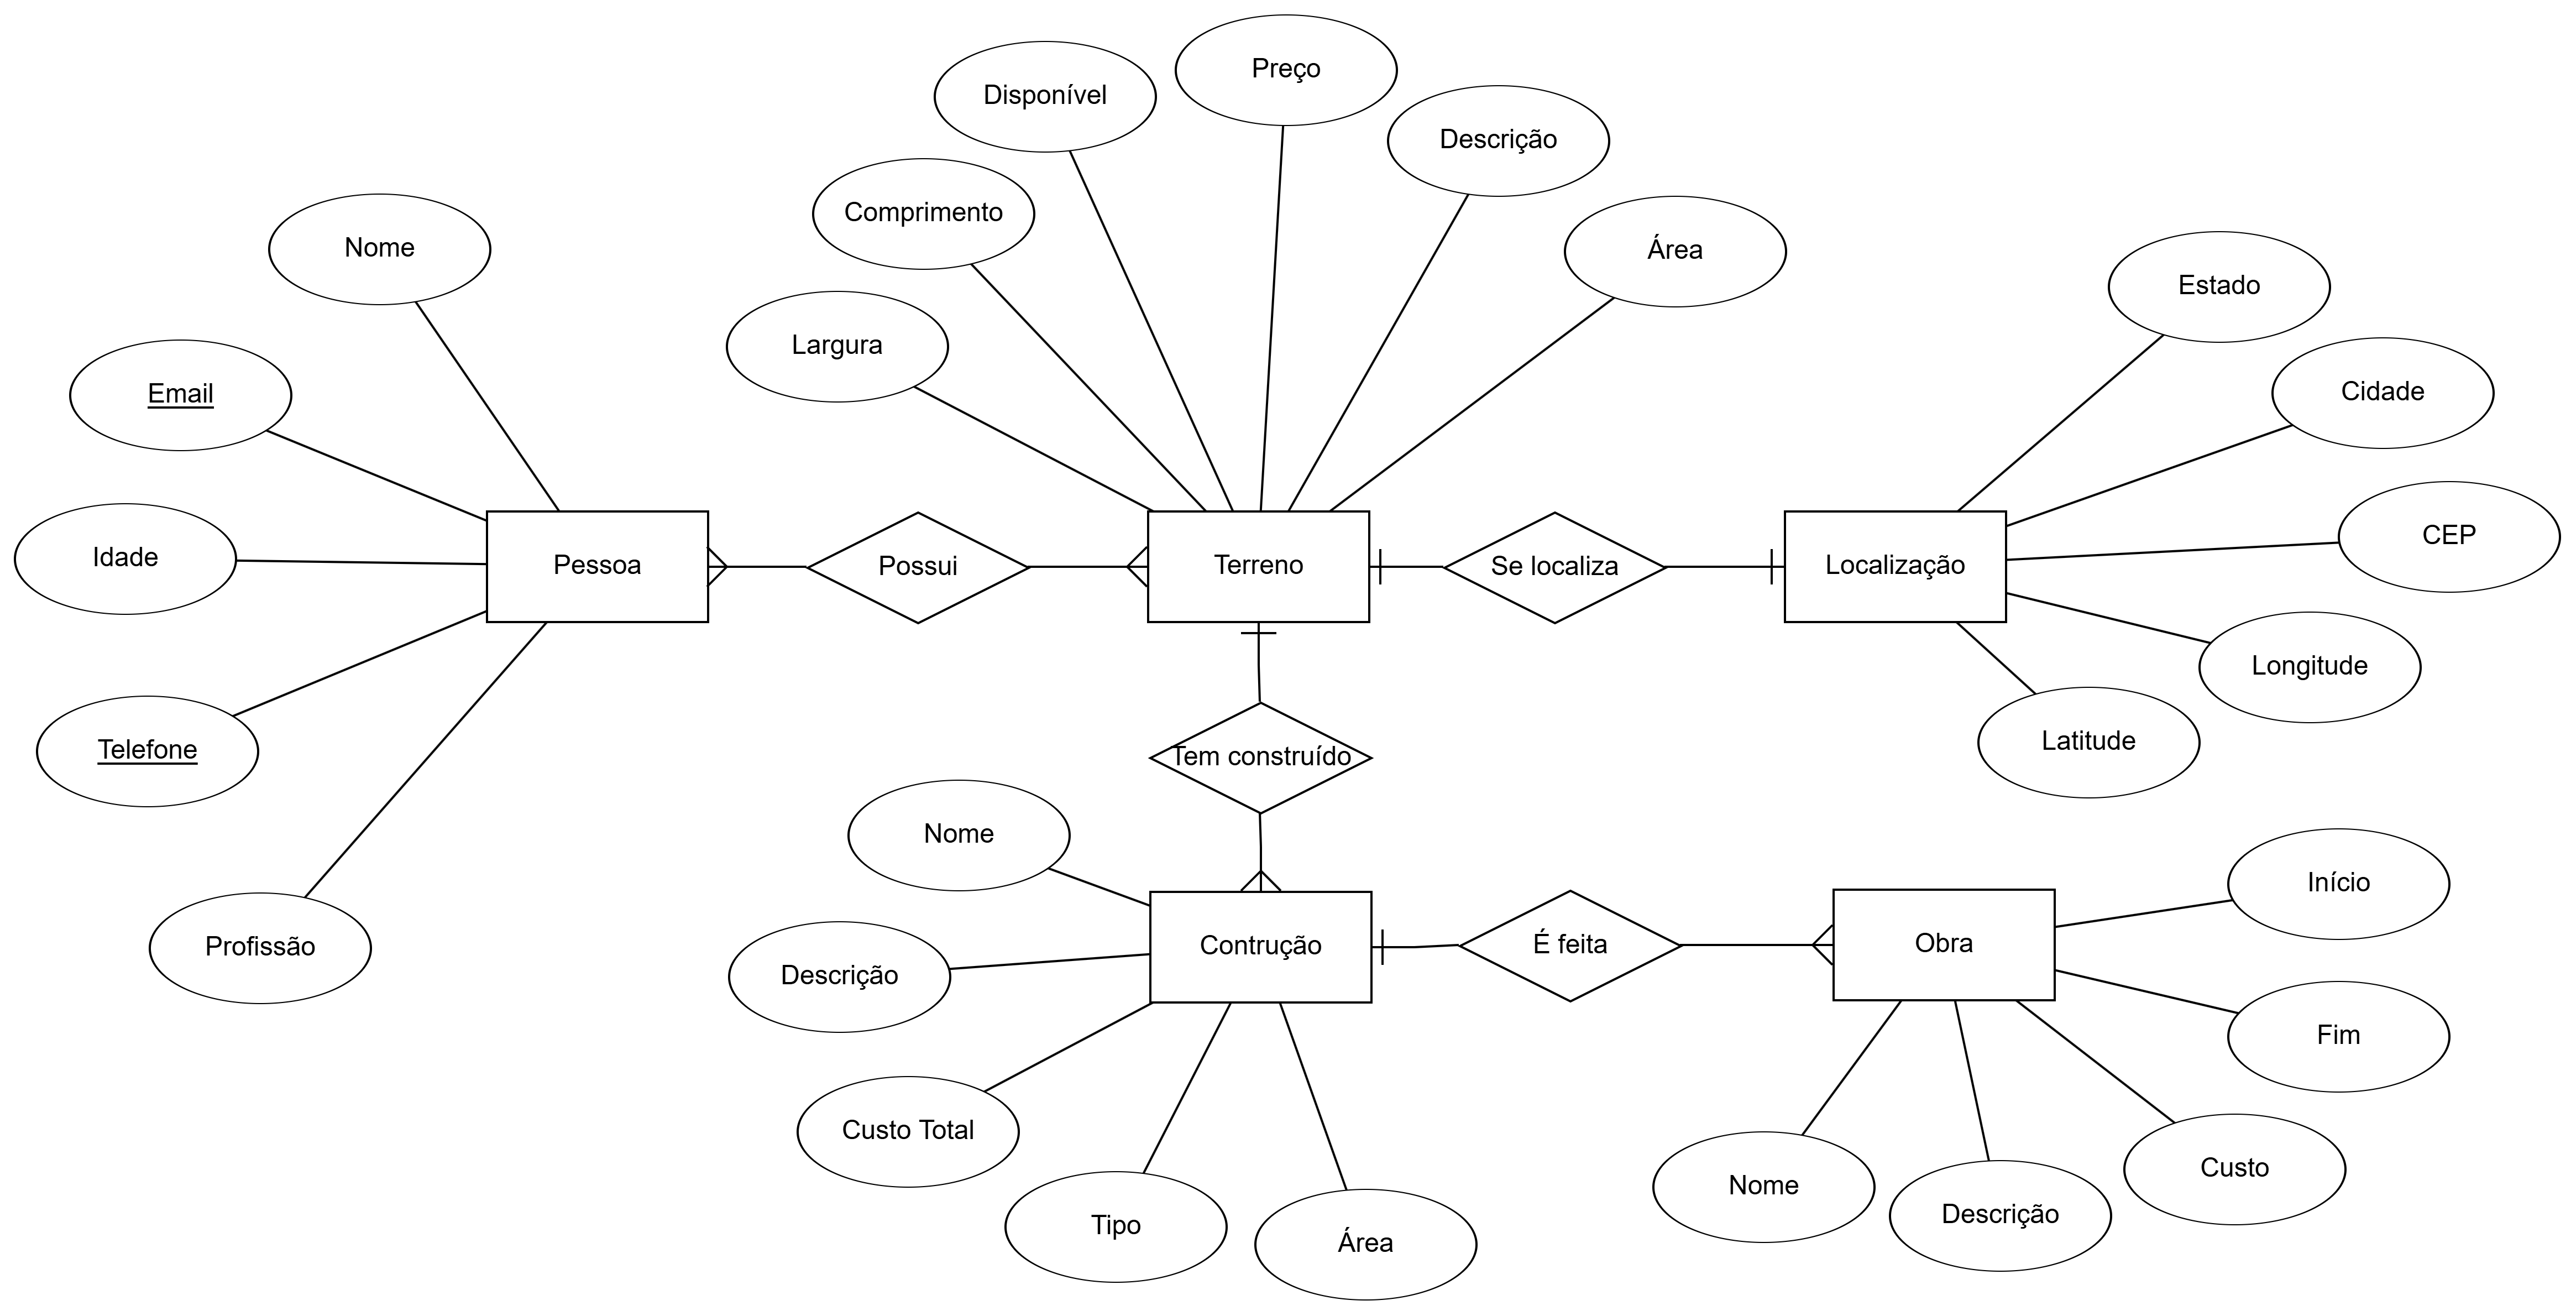 Preço
Disponível
Descrição
Comprimento
Nome
Área
Estado
Largura
Email
Cidade
Idade
Pessoa
Possui
Terreno
Se localiza
Localização
CEP
Longitude
Telefone
Tem construído
Latitude
Nome
Profissão
Descrição
Contrução
É feita
Obra
Início
Fim
Custo Total
Tipo
Área
Nome
Descrição
Custo